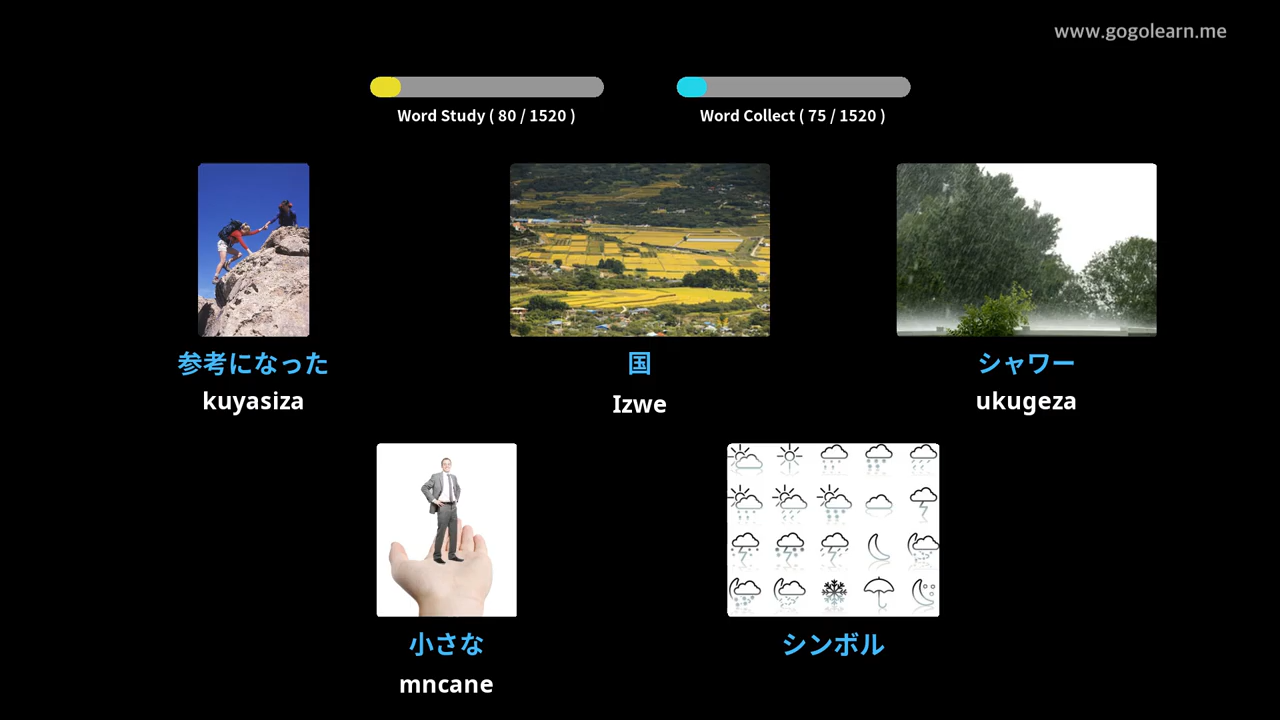 www.gogolearn.me
Word Study ( 80 / 1520 )
Word Collect ( 75 / 1520 )
参考になった
kuyasiza
国
Izwe
シャワー
ukugeza
小さな
mncane
シンボル